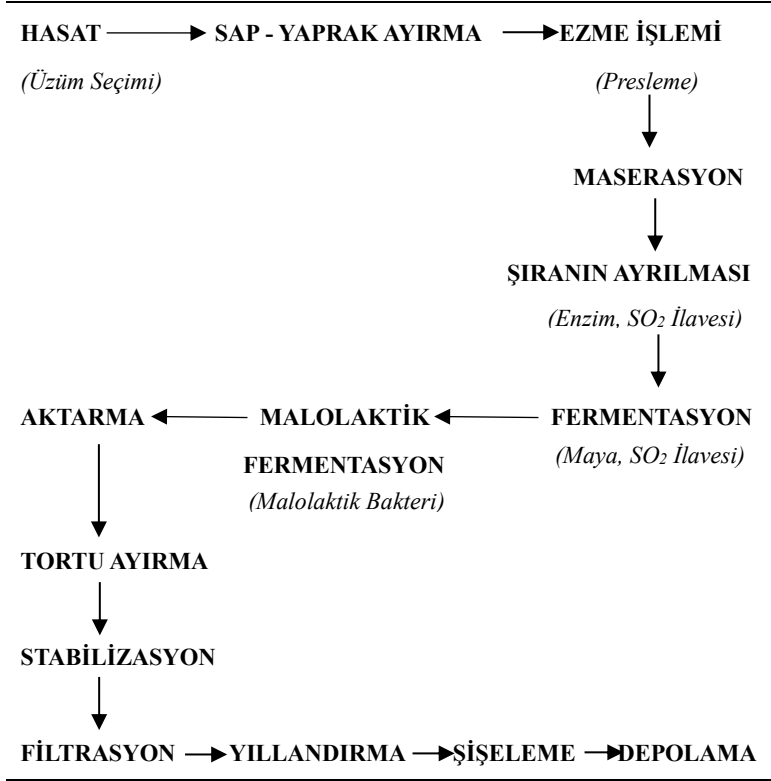 HASAT SAP - YAPRAK AYIRMA EZME İŞLEMİ
(Üzüm Seçimi) (Presleme)
MASERASYON
ŞIRANIN AYRILMASI
(Enzim, SO₂ İlavesi)
AKTARMA MALOLAKTİK FERMENTASYON
FERMENTASYON (Maya, SO₂ İlavesi)
(Malolaktik Bakteri)
TORTU AYIRMA
STABİLİZASYON
FİLTRASYON YILLANDIRMA ŞİŞELEME DEPOLAMA